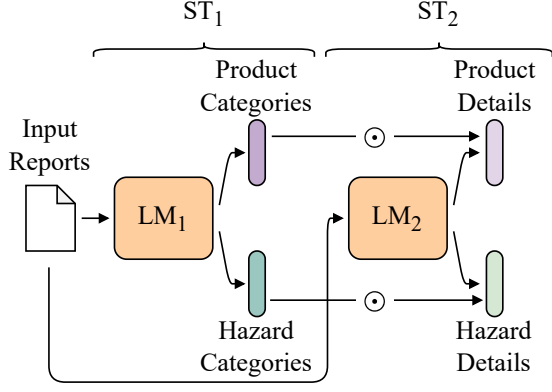 ST₁
ST₂
Product
Categories
Product
Details
Input
Reports
LM₁
LM₂
Hazard
Categories
Hazard
Details